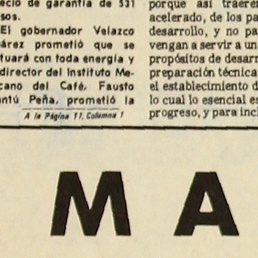 ecio de garantía de 531
sos.
El gobernador Velazco
árez prometió que se
tuará con toda energía y
director del Instituto Me-
cano del Café, Fausto
antú Peña, prometió la
A la Página 11, Columna 1
porque así traerem
acelerado, de los pa
desarrollo, y no pa
vengan a servir a un
propósitos de desarr
preparación técnica
el establecimiento d
lo cual lo esencial es
progreso, y para incl
M A